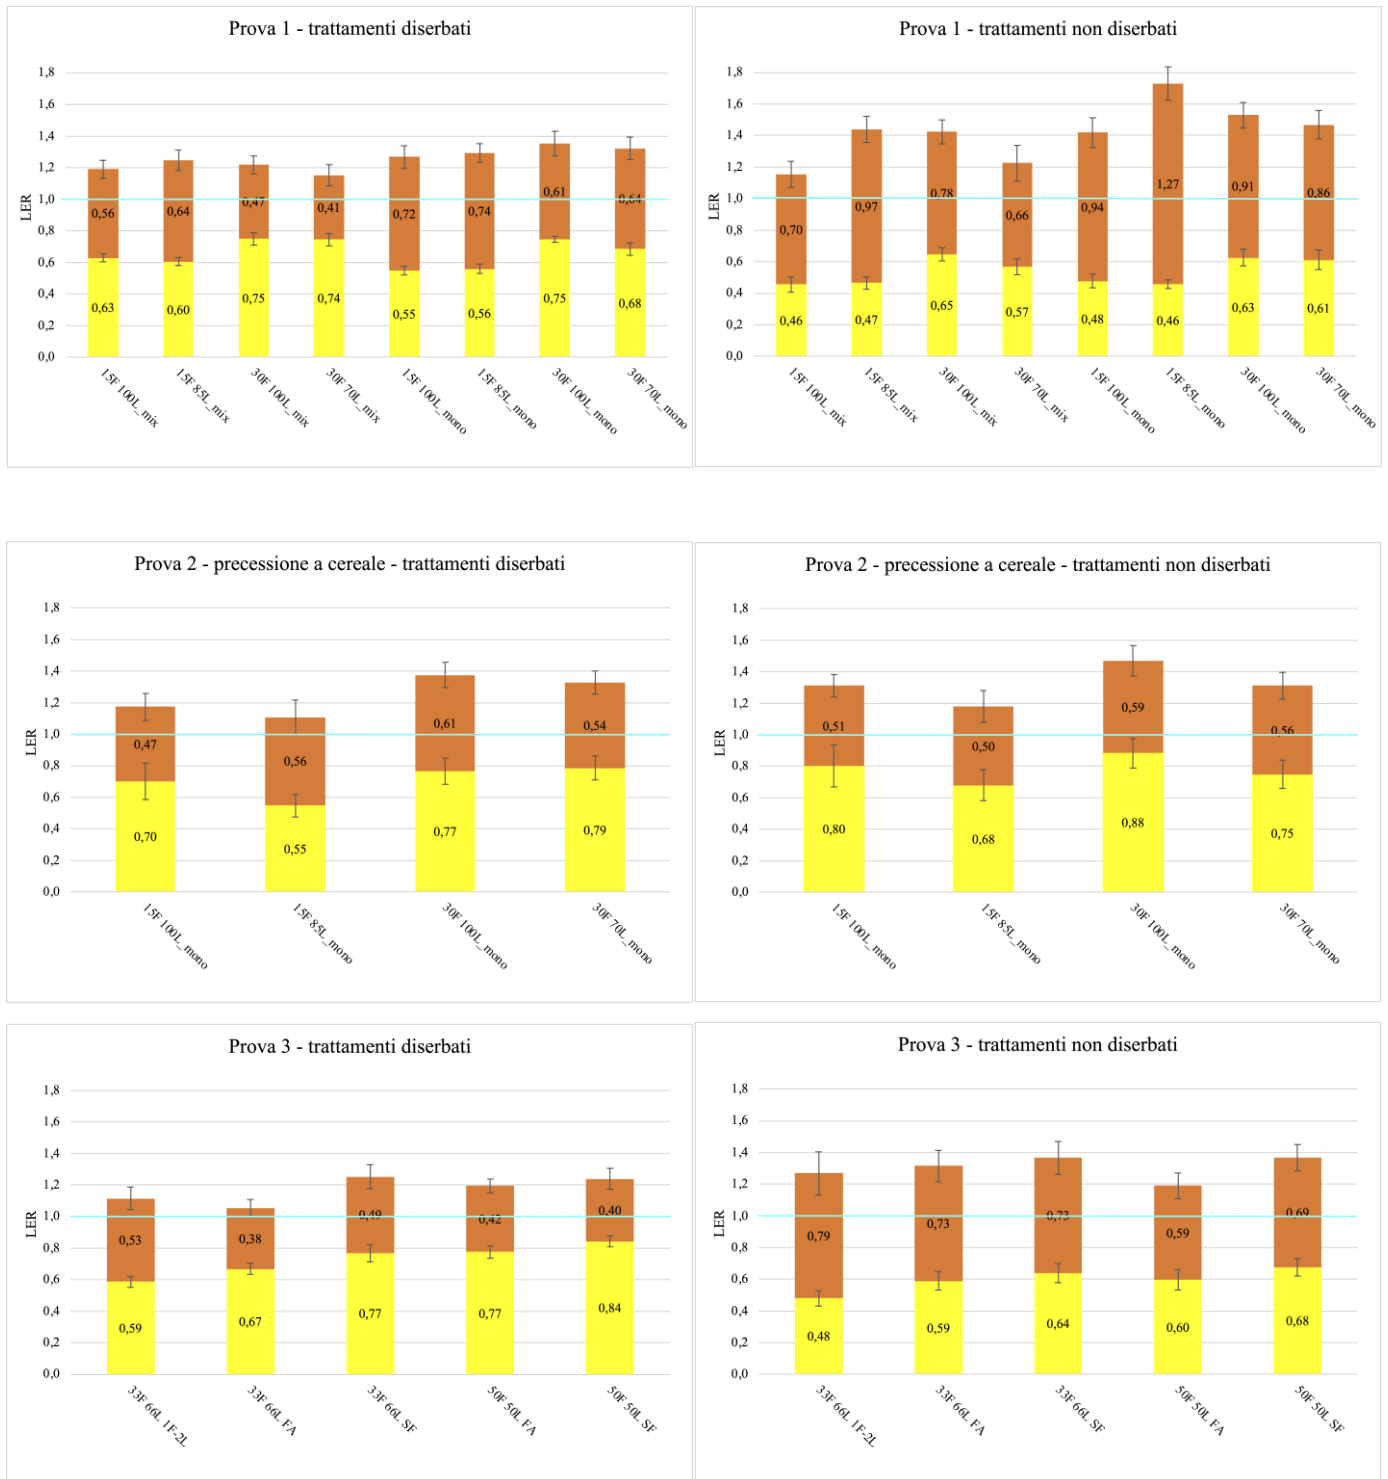 Prova 1 - trattamenti diserbati
1,8
1,6
1,4
1,2
1,0
0,8
0,6
0,4
0,2
0,0
LER
0,56
0,64
0,47
0,41
0,72
0,74
0,61
0,64
0,63
0,60
0,75
0,74
0,55
0,56
0,75
0,68
15F 100L_mix
15F 85L_mix
30F 100L_mix
30F 70L_mix
15F 100L_mono
15F 85L_mono
30F 100L_mono
30F 70L_mono
Prova 1 - trattamenti non diserbati
1,8
1,6
1,4
1,2
1,0
0,8
0,6
0,4
0,2
0,0
LER
0,70
0,97
0,78
0,66
0,94
1,27
0,91
0,86
0,46
0,47
0,65
0,57
0,48
0,46
0,63
0,61
15F 100L_mix
15F 85L_mix
30F 100L_mix
30F 70L_mix
15F 100L_mono
15F 85L_mono
30F 100L_mono
30F 70L_mono
Prova 2 - precessione a cereale - trattamenti diserbati
1,8
1,6
1,4
1,2
1,0
0,8
0,6
0,4
0,2
0,0
LER
0,47
0,56
0,61
0,54
0,70
0,55
0,77
0,79
15F 100L_mono
15F 85L_mono
30F 100L_mono
30F 70L_mono
Prova 2 - precessione a cereale - trattamenti non diserbati
1,8
1,6
1,4
1,2
1,0
0,8
0,6
0,4
0,2
0,0
LER
0,51
0,50
0,59
0,56
0,80
0,68
0,88
0,75
15F 100L_mono
15F 85L_mono
30F 100L_mono
30F 70L_mono
Prova 3 - trattamenti diserbati
1,8
1,6
1,4
1,2
1,0
0,8
0,6
0,4
0,2
0,0
LER
0,53
0,38
0,49
0,42
0,40
0,59
0,67
0,77
0,77
0,84
33F 66L 1F-2L
33F 66L FA
33F 66L SF
50F 50L FA
50F 50L SF
Prova 3 - trattamenti non diserbati
1,8
1,6
1,4
1,2
1,0
0,8
0,6
0,4
0,2
0,0
LER
0,79
0,73
0,73
0,59
0,69
0,48
0,59
0,64
0,60
0,68
33F 66L 1F-2L
33F 66L FA
33F 66L SF
50F 50L FA
50F 50L SF